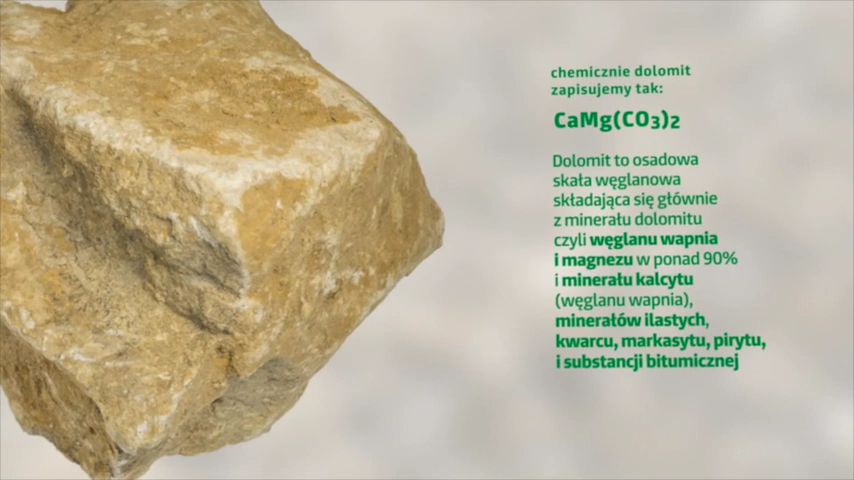 chemicznie dolomit
zapisujemy tak:
CaMg(CO3)2
Dolomit to osadowa
skała węglanowa
składająca się głównie
z minerału dolomitu
czyli węglanu wapnia
i magnezu w ponad 90%
i minerału kalcytu
(węglanu wapnia),
minerałów ilastych,
kwarcu, markasytu, pirytu,
i substancji bitumicznej